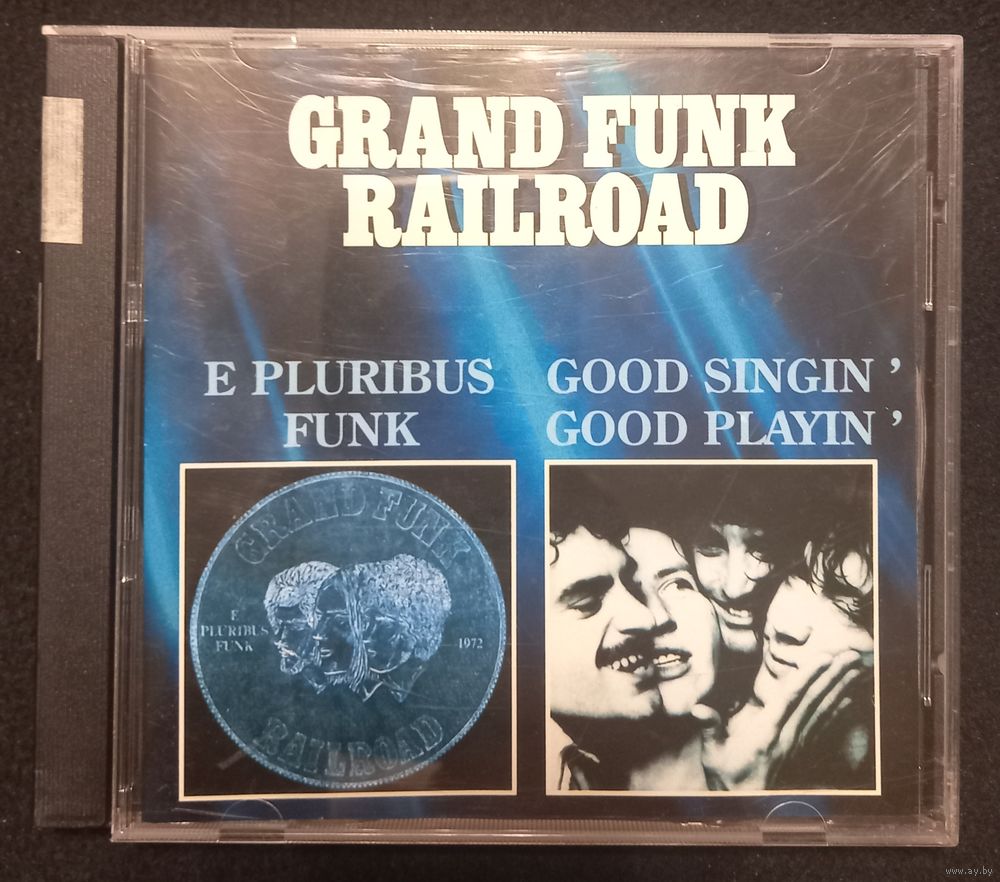 GRAND FUNK
RAILROAD
E PLURIBUS
FUNK
GOOD SINGIN '
GOOD PLAYIN '
GRAND FUNK
E
PLURIBUS
FUNK
1972
RAILROAD
www.ay.by